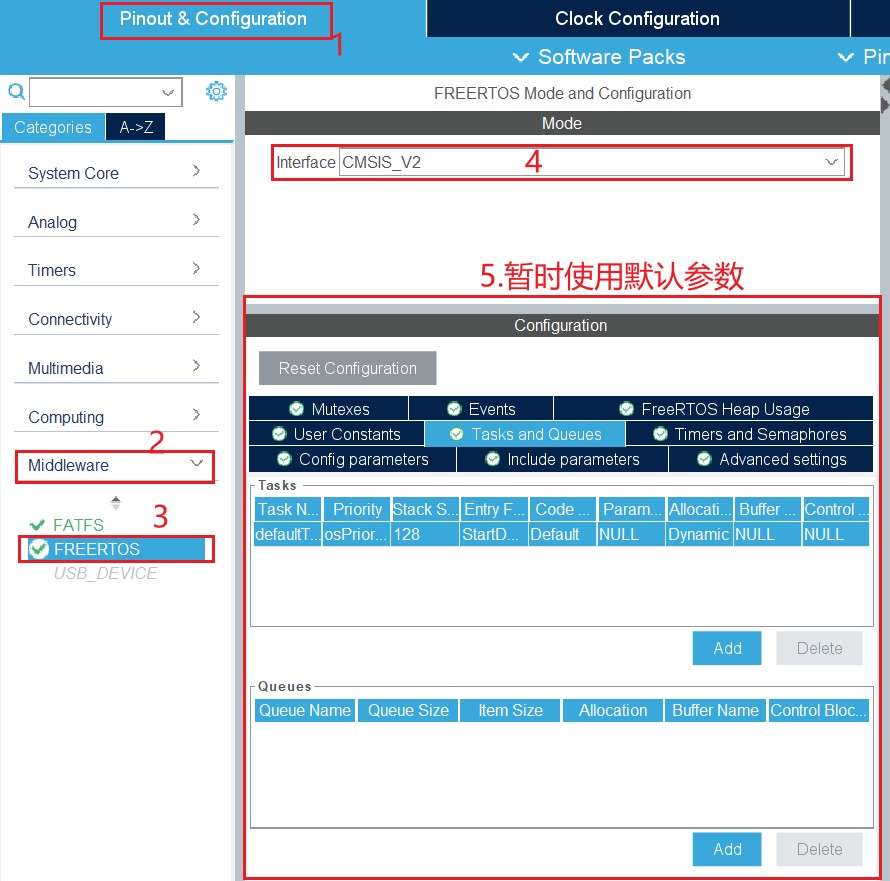 Pinout & Configuration
1
Clock Configuration
Software Packs
Pin
FREERTOS Mode and Configuration
Categories
A->Z
Mode
Interface CMSIS_V2
4
System Core
Analog
Timers
Connectivity
Multimedia
Computing
2
Middleware
3
FATFS
FREERTOS
USB_DEVICE
5.暂时使用默认参数
Configuration
Reset Configuration
Mutexes Events FreeRTOS Heap Usage
User Constants Tasks and Queues Timers and Semaphores
Config parameters Include parameters Advanced settings
Tasks
Task N... Priority Stack S... Entry F... Code ... Param... Allocati... Buffer ... Control ...
defaultT... osPrior... 128 StartD... Default NULL Dynamic NULL NULL
Add Delete
Queues
Queue Name Queue Size Item Size Allocation Buffer Name Control Bloc...
Add Delete